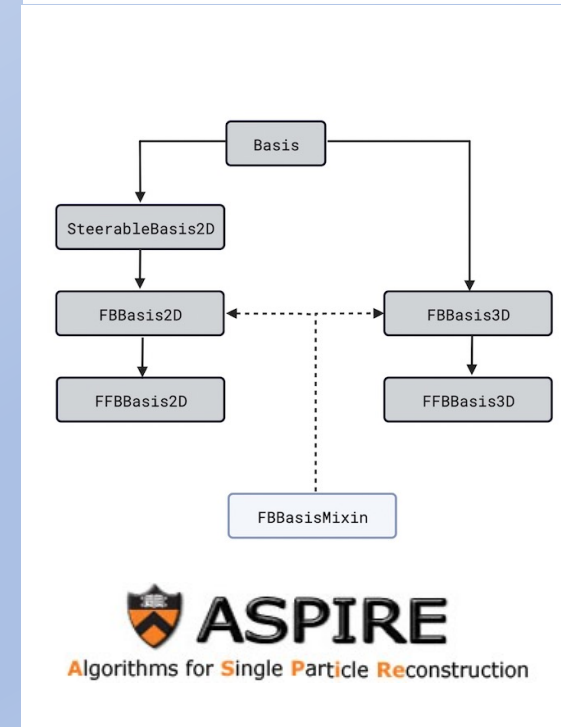 Basis
SteerableBasis2D
FBBasis2D
FBBasis3D
FFBBasis2D
FFBBasis3D
FBBasisMixin
ASPIRE
Algorithms for Single Particle Reconstruction